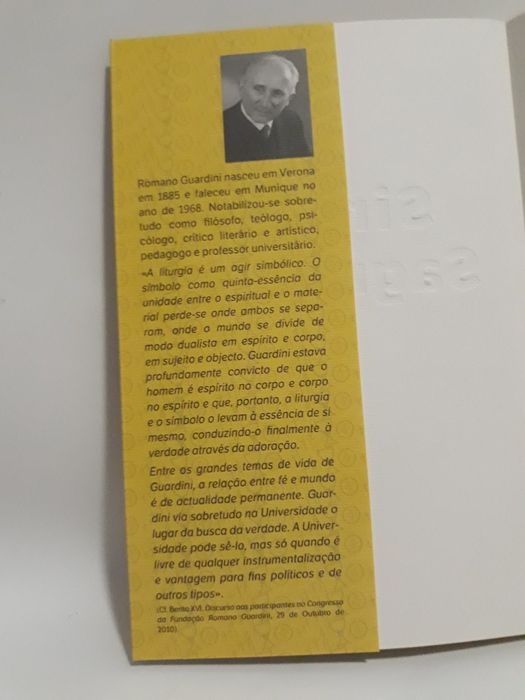 Romano Guardini nasceu em Verona
em 1885 e faleceu em Munique no
ano de 1968. Notabilizou-se sobre-
tudo como filósofo, teólogo, psi-
cólogo, crítico literário e artístico,
pedagogo e professor universitário.
«A liturgia é um agir simbólico. O
símbolo como quinta-essência da
unidade entre o espiritual e o mate-
rial perde-se onde ambos se sepa-
ram, onde o mundo se divide de
modo dualista em espírito e corpo,
em sujeito e objecto. Guardini estava
profundamente convicto de que o
homem é espírito no corpo e corpo
no espírito e que, portanto, a liturgia
e o símbolo o levam à essência de si
mesmo, conduzindo-o finalmente à
verdade através da adoração.
Entre os grandes temas de vida de
Guardini, a relação entre fé e mundo
é de actualidade permanente. Guar-
dini via sobretudo na Universidade o
lugar da busca da verdade. A Univer-
sidade pode sê-lo, mas só quando é
livre de qualquer instrumentalização
e vantagem para fins políticos e de
outros tipos».
(Cf. Bento XVI, Discurso aos participantes no Congresso
da Fundação Romano Guardini, 29 de Outubro de
2010)